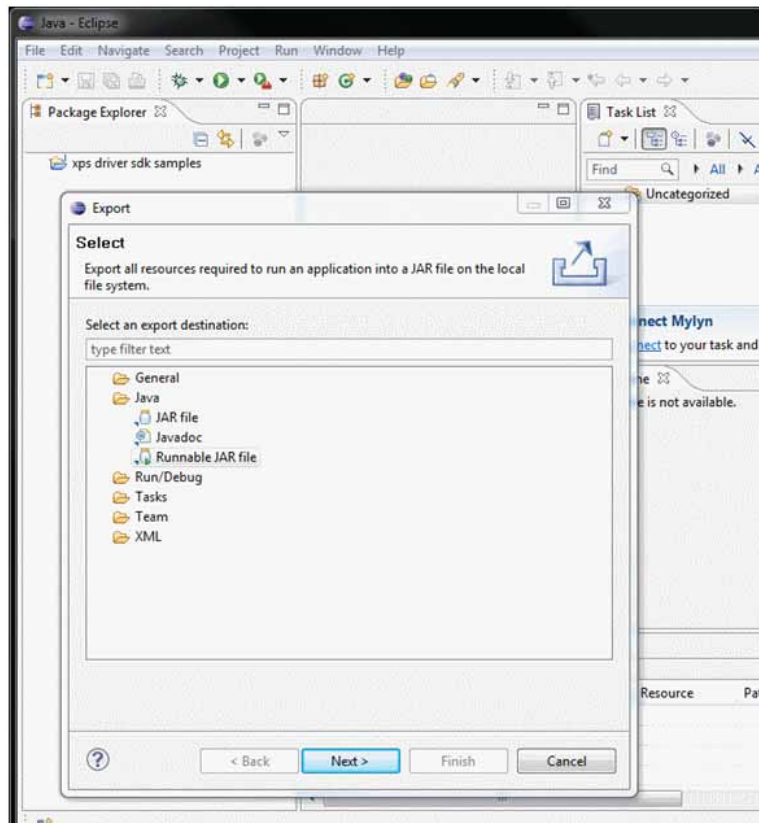 Java - Eclipse
File Edit Navigate Search Project Run Window Help
Package Explorer
Task List
xps driver sdk samples
Find
All
Uncategorized
Export
Select
Export all resources required to run an application into a JAR file on the local
file system.
Select an export destination:
type filter text
General
Java
JAR file
Javadoc
Runnable JAR file
Run/Debug
Tasks
Team
XML
nect Mylyn
nect to your task and
ne
e is not available.
Resource Pa
? < Back Next > Finish Cancel